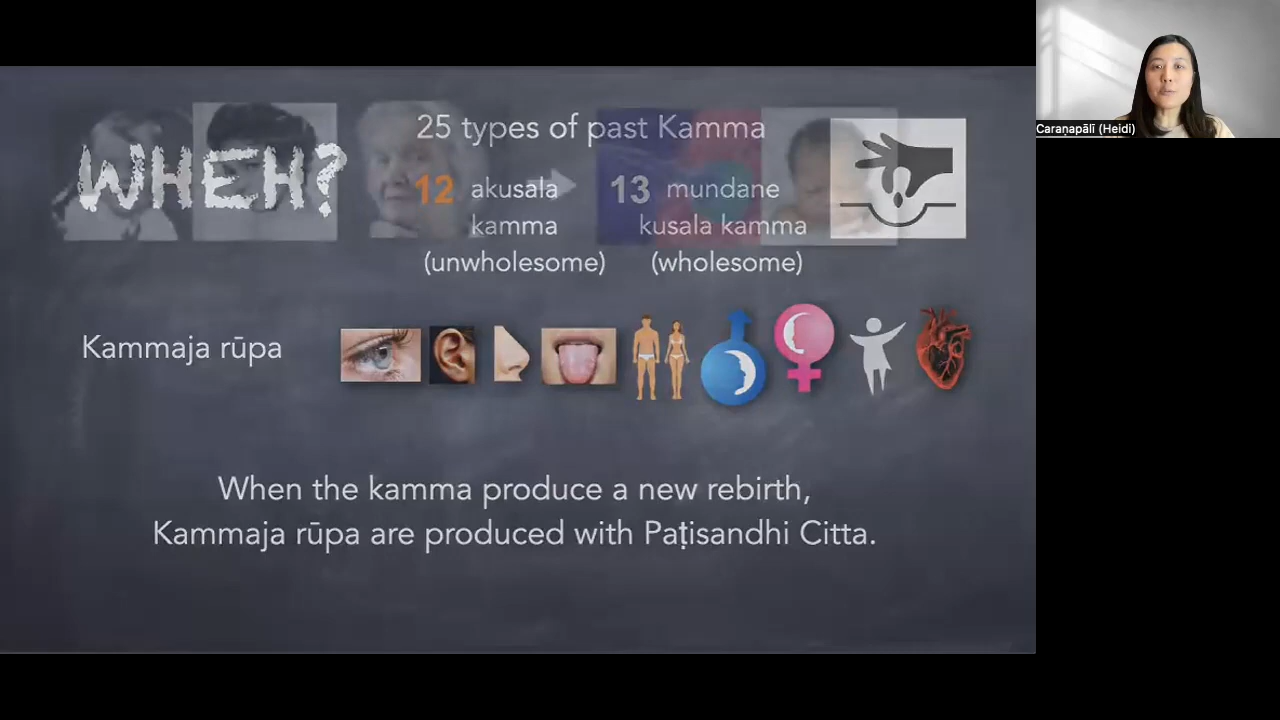 25 types of past Kamma
WHEH?
12 akusala kamma (unwholesome)
13 mundane kusala kamma (wholesome)
Kammaja rūpa
When the kamma produce a new rebirth,
Kammaja rūpa are produced with Paṭisandhi Citta.
Caraṇapālī (Heidi)